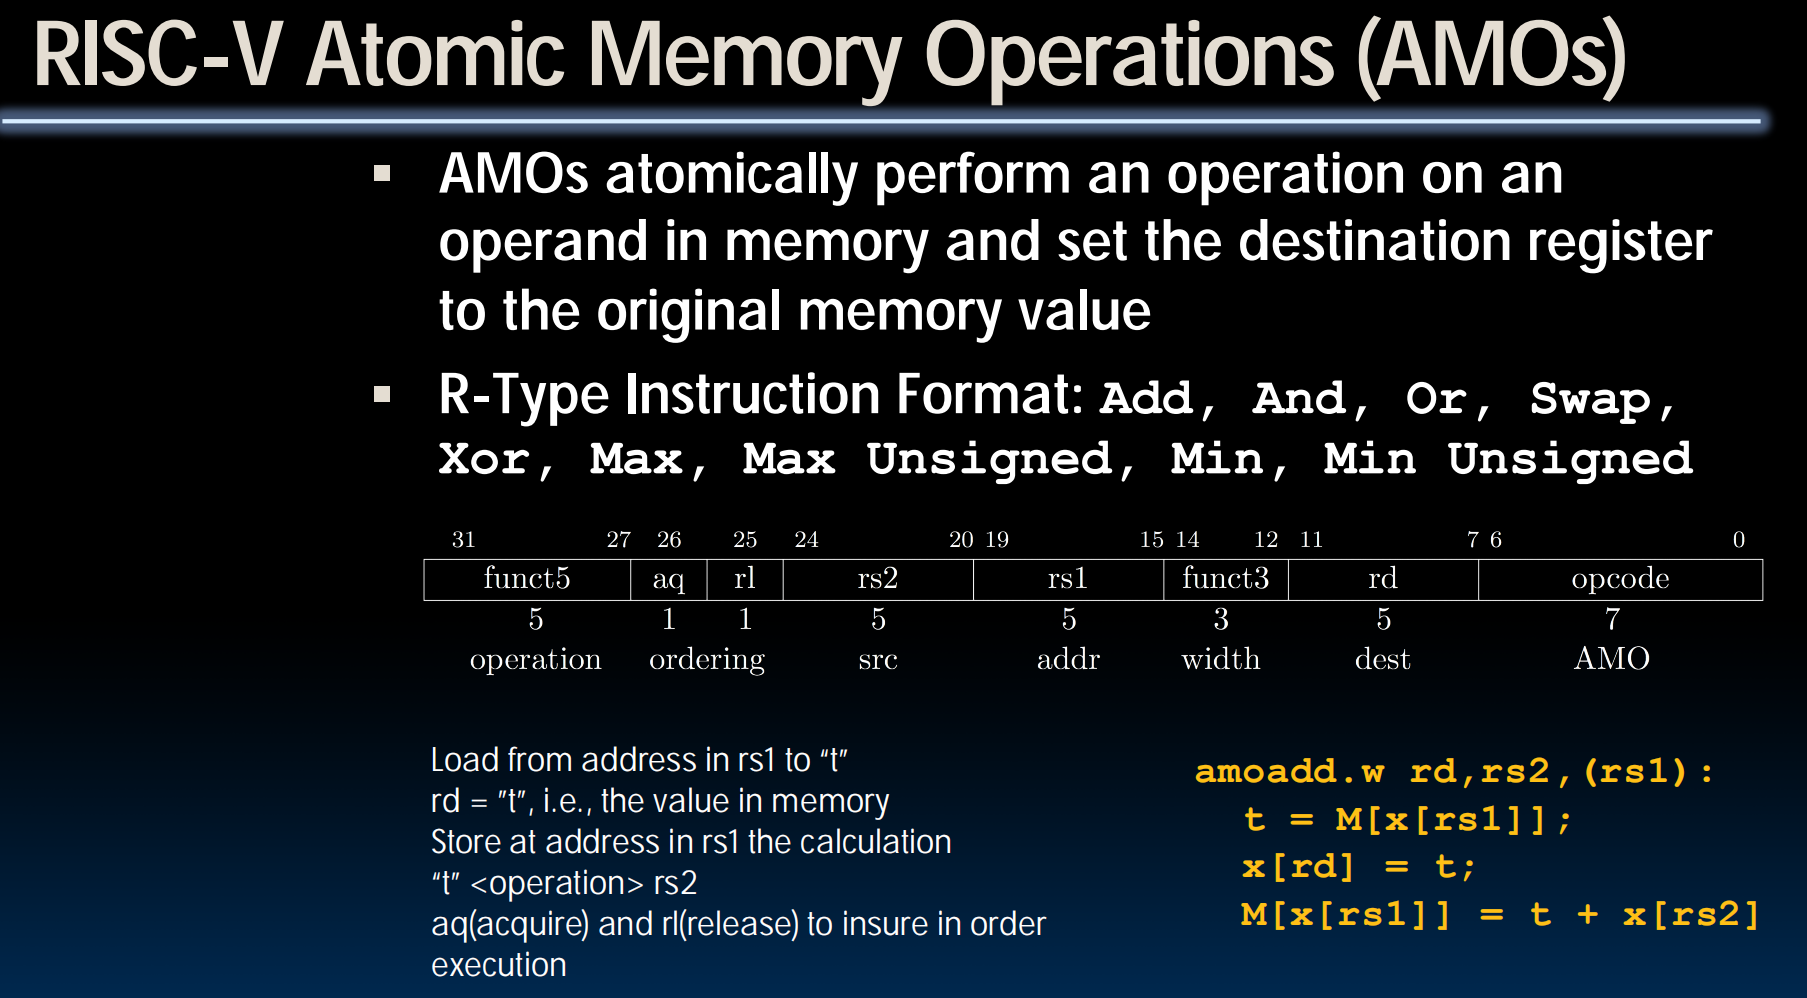 RISC-V Atomic Memory Operations (AMOs)
▪ AMOs atomically perform an operation on an
operand in memory and set the destination register
to the original memory value
▪ R-Type Instruction Format: Add, And, Or, Swap,
Xor, Max, Max Unsigned, Min, Min Unsigned
31 27 26 25 24 20 19 15 14 12 11 7 6 0
funct5 aq rl rs2 rs1 funct3 rd opcode
5 1 1 5 5 3 5 7
operation ordering src addr width dest AMO
Load from address in rs1 to “t”
rd = ”t”, i.e., the value in memory
Store at address in rs1 the calculation
“t” <operation> rs2
aq(acquire) and rl(release) to insure in order
execution
amoadd.w rd,rs2,(rs1):
t = M[x[rs1]];
x[rd] = t;
M[x[rs1]] = t + x[rs2]